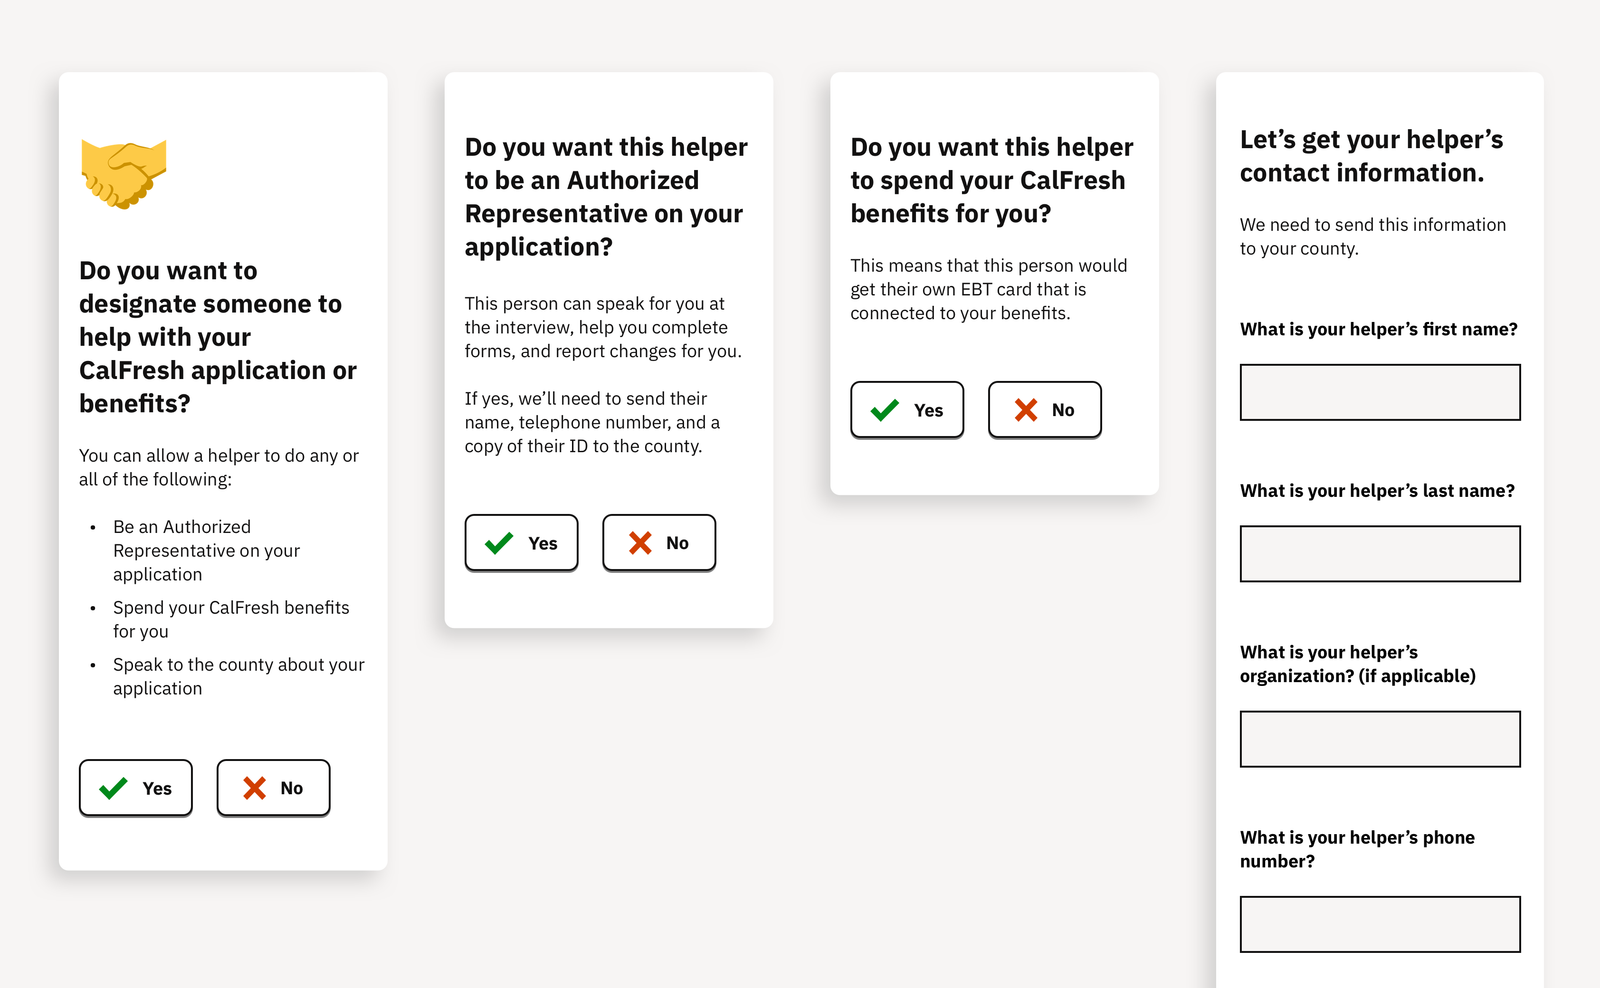 Do you want to
designate someone to
help with your
CalFresh application or
benefits?
You can allow a helper to do any or
all of the following:
• Be an Authorized
Representative on your
application
• Spend your CalFresh benefits
for you
• Speak to the county about your
application
Yes
No
Do you want this helper
to be an Authorized
Representative on your
application?
This person can speak for you at
the interview, help you complete
forms, and report changes for you.
If yes, we’ll need to send their
name, telephone number, and a
copy of their ID to the county.
Yes
No
Do you want this helper
to spend your CalFresh
benefits for you?
This means that this person would
get their own EBT card that is
connected to your benefits.
Yes
No
Let’s get your helper’s
contact information.
We need to send this information
to your county.
What is your helper’s first name?
What is your helper’s last name?
What is your helper’s
organization? (if applicable)
What is your helper’s phone
number?